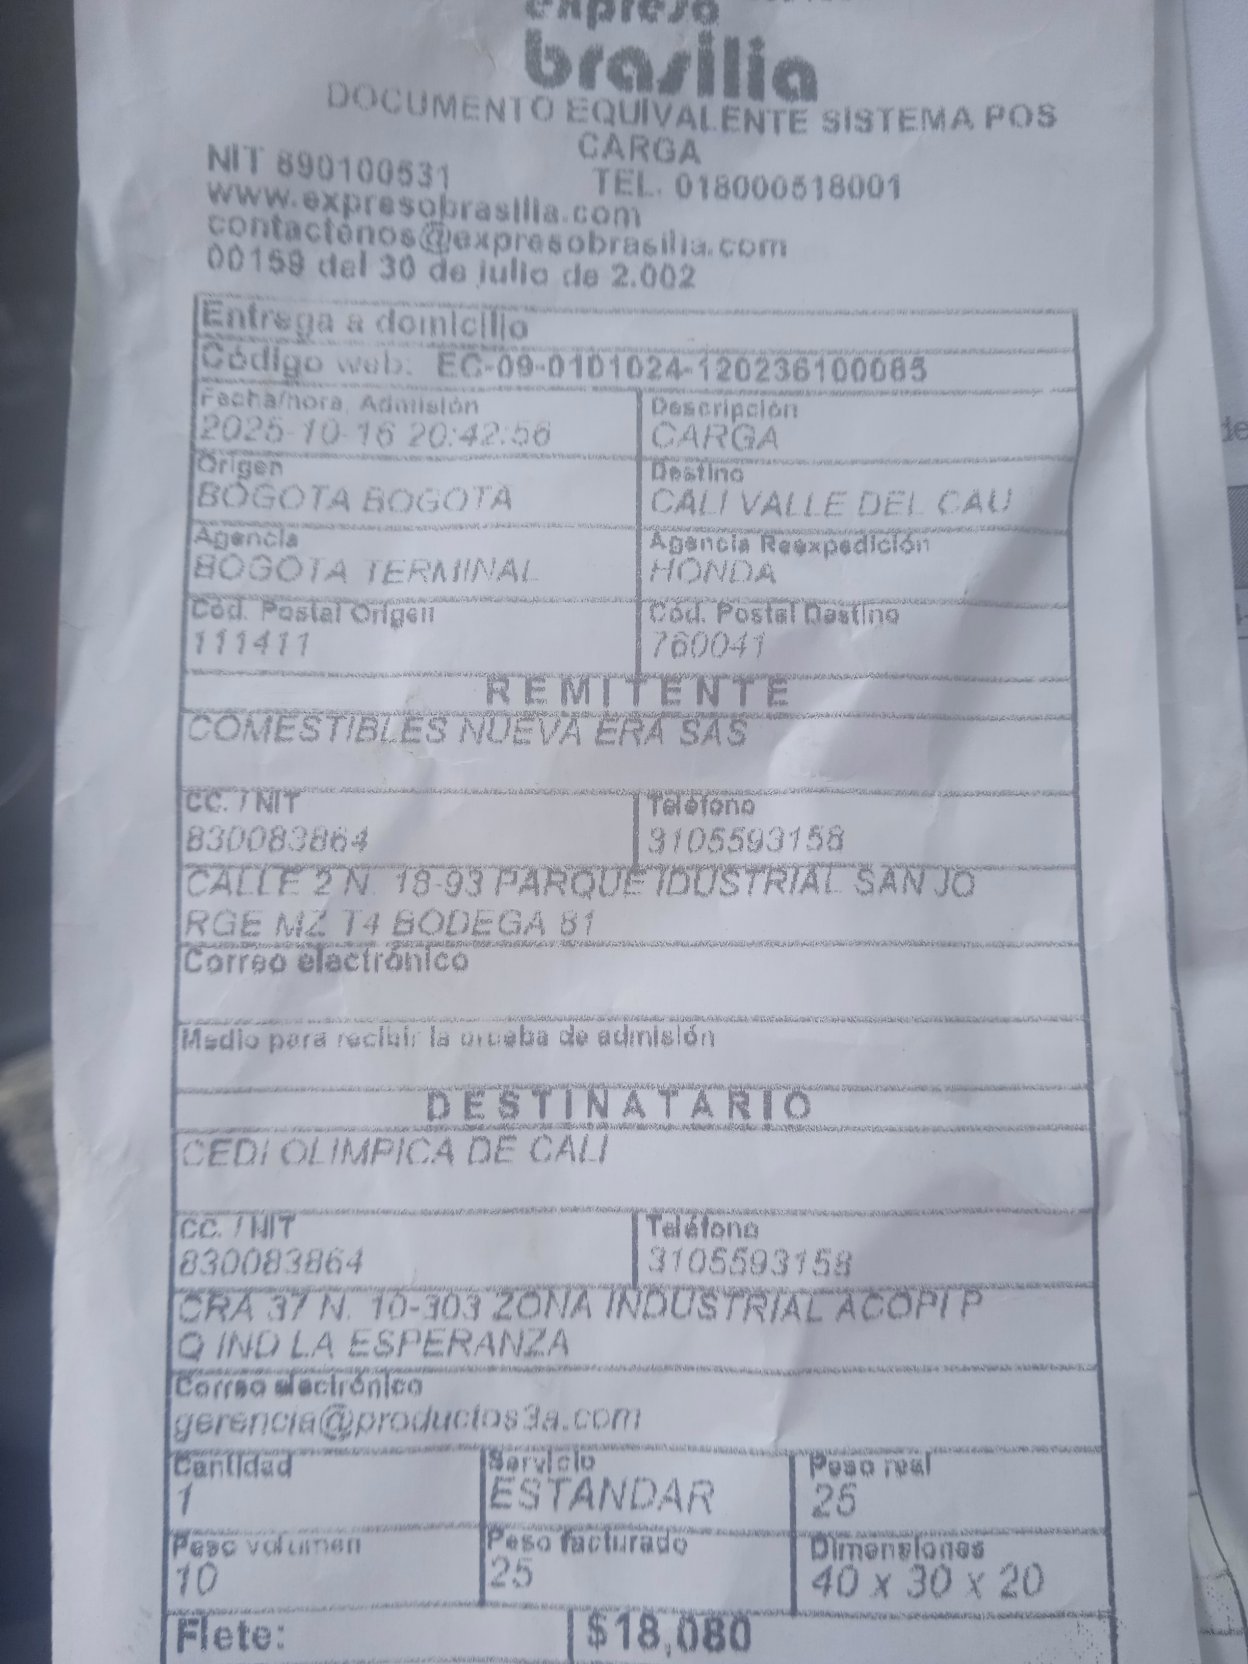 expreso
brasilia
DOCUMENTO EQUIVALENTE SISTEMA POS
CARGA
NIT 890100531 TEL. 018000518001
www.expresobrasilia.com
contactenos@expresobrasilia.com
00159 del 30 de julio de 2.002
Entrega a domicilio
Código web: EC-09-0101024-120236100085
Fecha/hora, Admisión Descripción
2025-10-16 20:42:56 CARGA
Origen Destino
BOGOTA BOGOTA CALI VALLE DEL CAU
Agencia Agencia Reexpedición
BOGOTA TERMINAL HONDA
Cód. Postal Origen Cód. Postal Destino
111411 760041
REMITENTE
COMESTIBLES NUEVA ERA SAS
CC. / NIT Teléfono
830083864 3105593158
CALLE 2 N. 18-93 PARQUE IDUSTRIAL SAN JO
RGE MZ T4 BODEGA 81
Correo electrónico
Medio para recibir la prueba de admisión
DESTINATARIO
CEDI OLIMPICA DE CALI
CC. / NIT Teléfono
830083864 3105593158
CRA 37 N. 10-303 ZONA INDUSTRIAL ACOPI P
Q IND LA ESPERANZA
Correo electrónico
gerencia@productos3a.com
Cantidad Servicio Peso real
1 ESTANDAR 25
Peso volumen Peso facturado Dimensiones
10 25 40 x 30 x 20
Flete: $18,080